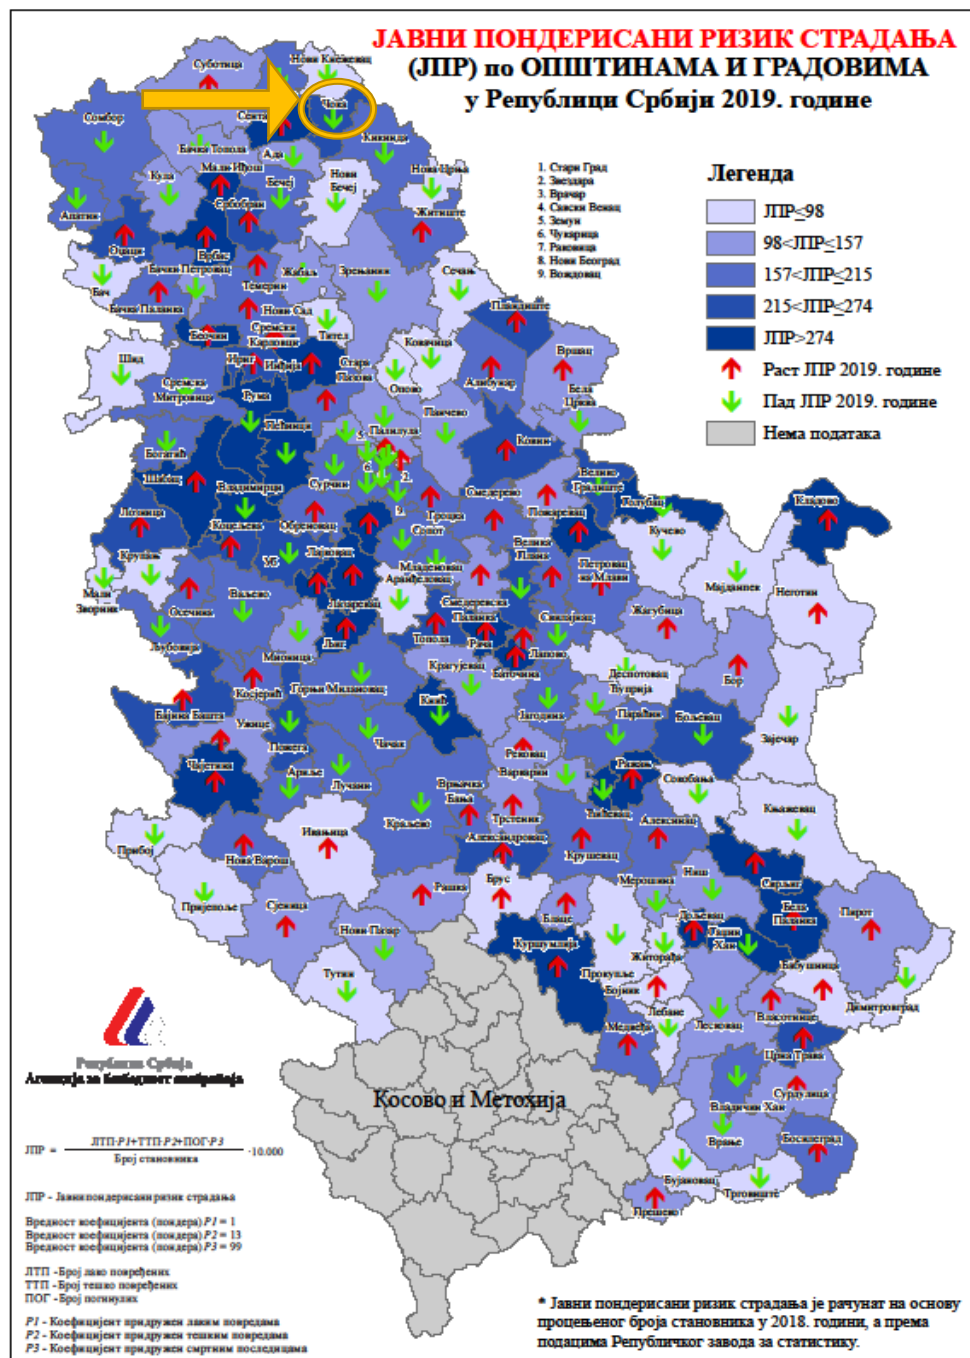 ЈАВНИ ПОНДЕРИСАНИ РИЗИК СТРАДАЊА
(ЈПР) по ОПШТИНАМА И ГРАДОВИМА
у Републици Србији 2019. године
Суботица
Нови Кнежевац
Чока
Сента
Сомбор
Кикинда
Бачка Топола
Ада
Мали Иђош
Кула
Бечеј
Нови
Бечеј
Нова Црња
Апатин
Србобран
Житиште
Оџаци
Врбас
Бачки Петровац
Темерин
Жабаљ
Зрењанин
Сечањ
Бач
Бачка Паланка
Нови Сад
Тител
Пландиште
Беочин
Сремски
Карловци
Ковачица
Вршац
Шид
Ириг
Инђија
Стара
Пазова
Опово
Алибунар
Сремска
Митровица
Рума
Бела
Црква
Панчево
Пећинци
Палилула
Ковин
Богатић
Шабац
Владимирци
Сурчин
Велико
Градиште
Голубац
Кладово
Лозница
Коцељева
Обреновац
Гроцка
Смедерево
Пожаревац
Кучево
Сопот
Велика
Плана
Мајданпек
Неготин
Крупањ
Уб
Лајковац
Младеновац
Аранђеловац
Петровац
на Млави
Мали
Зворник
Осечина
Ваљево
Лазаревац
Смедеревска
Паланка
Жагубица
Љубовија
Мионица
Љиг
Топола
Рача
Свилајнац
Лапово
Баточина
Крагујевац
Деспотовац
Бор
Косјерић
Горњи Милановац
Ћуприја
Бајина Башта
Кнић
Јагодина
Параћин
Бољевац
Зајечар
Ужице
Пожега
Чачак
Рековац
Чајетина
Ариље
Лучани
Варварин
Ражањ
Сокобања
Врњачка
Бања
Трстеник
Ћићевац
Књажевац
Краљево
Александровац
Алексинац
Прибој
Ивањица
Нова Варош
Крушевац
Брус
Мерошина
Ниш
Сврљиг
Рашка
Блаце
Бела
Паланка
Пирот
Пријепоље
Сјеница
Дољевац
Гаџин
Хан
Нови Пазар
Куршумлија
Житорађа
Прокупље
Бабушница
Тутин
Бојник
Димитровград
Лебане
Власотинце
Медвеђа
Лесковац
Црна Трава
Сурдулица
Владичин Хан
Врање
Босилеград
Бујановац
Трговиште
Прешево
Косово и Метохија
5.
6.
2.
9.
1. Стари Град
2. Звездара
3. Врачар
4. Савски Венац
5. Земун
6. Чукарица
7. Раковица
8. Нови Београд
9. Вождовац
Легенда
ЈПР≤98
98<ЈПР≤157
157<ЈПР≤215
215<ЈПР≤274
ЈПР>274
Раст ЈПР 2019. године
Пад ЈПР 2019. године
Нема података
Република Србија
Агенција за безбедност саобраћаја
ЈПР = ЛТП·P1+ТТП·P2+ПОГ·P3
Број становника
·10.000
ЈПР - Јавни пондерисани ризик страдања
Вредност коефицијента (пондера) P1 = 1
Вредност коефицијента (пондера) P2 = 13
Вредност коефицијента (пондера) P3 = 99
ЛТП - Број лако повређених
ТТП - Број тешко повређених
ПОГ - Број погинулих
P1 - Коефицијент придружен лаким повредама
P2 - Коефицијент придружен тешким повредама
P3 - Коефицијент придружен смртним последицама
* Јавни пондерисани ризик страдања је рачунат на основу
процењеног броја становника у 2018. години, а према
подацима Републичког завода за статистику.